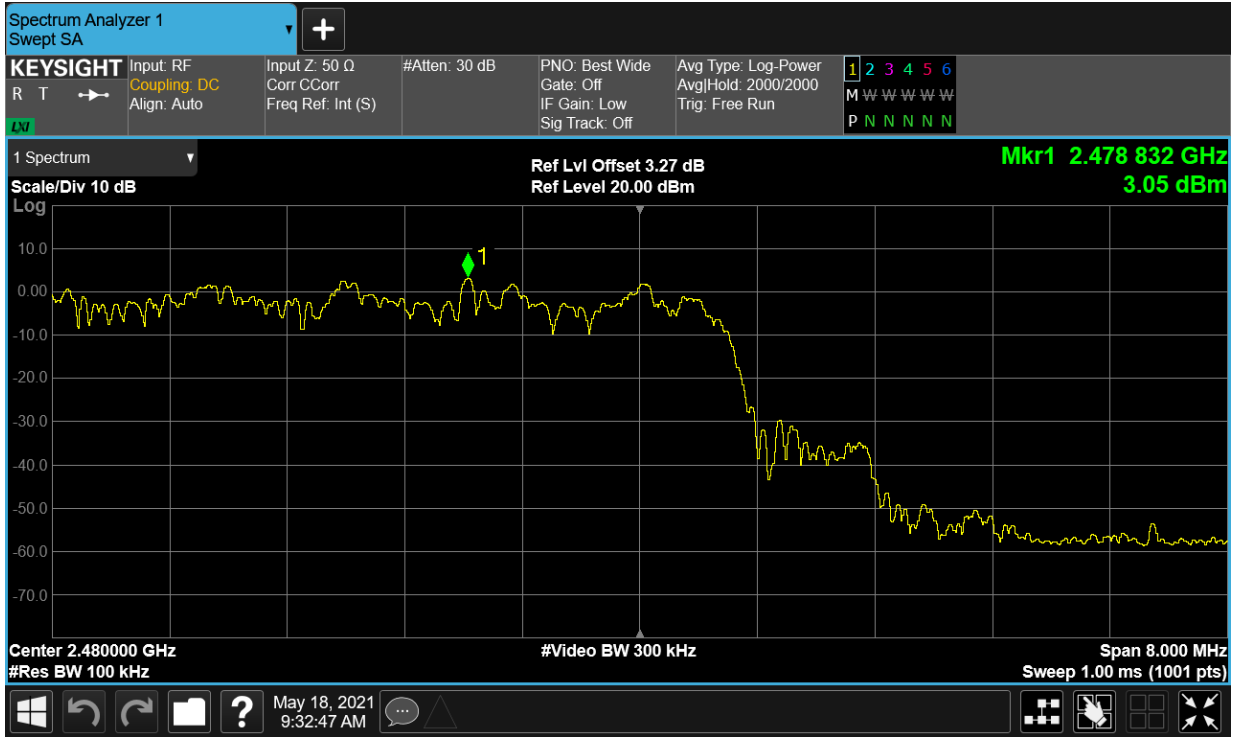 Spectrum Analyzer 1
Swept SA
▼
+
KEYSIGHT
R T
LXI
Input: RF
Coupling: DC
Align: Auto
Input Z: 50 Ω
Corr CCorr
Freq Ref: Int (S)
#Atten: 30 dB
PNO: Best Wide
Gate: Off
IF Gain: Low
Sig Track: Off
Avg Type: Log-Power
Avg|Hold: 2000/2000
Trig: Free Run
1 2 3 4 5 6
M W W W W W
P N N N N N N
1 Spectrum ▼
Scale/Div 10 dB
Log
Ref Lvl Offset 3.27 dB
Ref Level 20.00 dBm
Mkr1 2.478 832 GHz
3.05 dBm
1
10.0
0.00
-10.0
-20.0
-30.0
-40.0
-50.0
-60.0
-70.0
Center 2.480000 GHz
#Res BW 100 kHz
#Video BW 300 kHz
Span 8.000 MHz
Sweep 1.00 ms (1001 pts)
?
May 18, 2021
9:32:47 AM